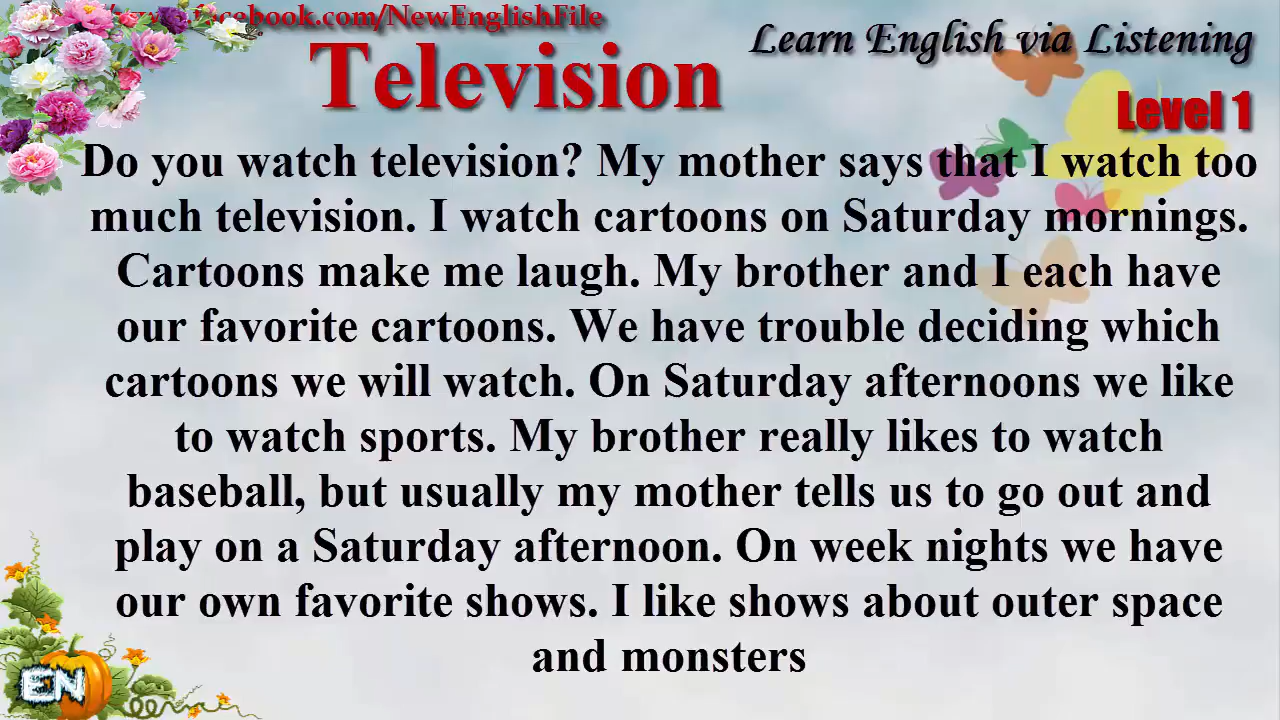 facebook.com/NewEnglishFile
Learn English via Listening
Television
Level 1
Do you watch television? My mother says that I watch too
much television. I watch cartoons on Saturday mornings.
Cartoons make me laugh. My brother and I each have
our favorite cartoons. We have trouble deciding which
cartoons we will watch. On Saturday afternoons we like
to watch sports. My brother really likes to watch
baseball, but usually my mother tells us to go out and
play on a Saturday afternoon. On week nights we have
our own favorite shows. I like shows about outer space
and monsters
EN